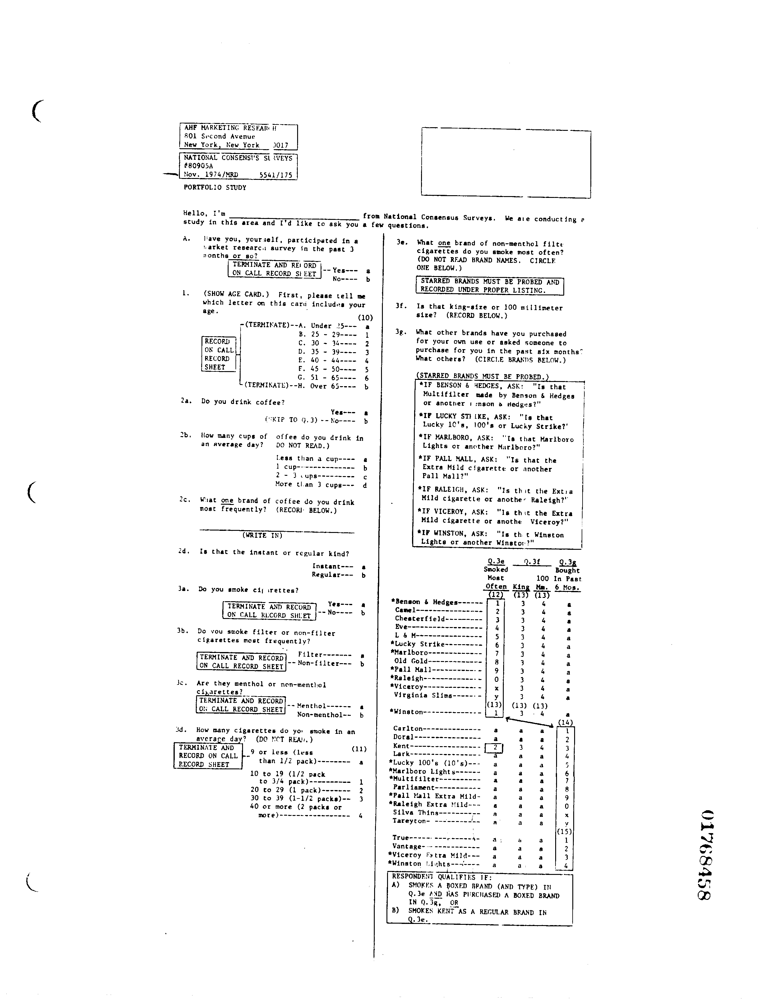 AHF MARKETING RESEARCH
801 Second Avenue
New York, New York 0017
NATIONAL CONSENSUS SURVEYS
#80905A
Nov. 1974/MRD 5541/175
PORTFOLIO STUDY
Hello, I'm ____________ from National Consensus Surveys. We are conducting a
study in this area and I'd like to ask you a few questions.
A. Have you, yourself, participated in a
market research survey in the past 3
months or so?
TERMINATE AND RECORD
ON CALL RECORD SHEET
--Yes--- a
No---- b
1. (SHOW AGE CARD.) First, please tell me
which letter on this card includes your
age.
(10)
(TERMINATE)--A. Under 25--- a
B. 25 - 29---- 1
C. 30 - 34---- 2
D. 35 - 39---- 3
E. 40 - 44---- 4
F. 45 - 50---- 5
G. 51 - 65---- 6
(TERMINATE)--H. Over 65---- b
RECORD
ON CALL
RECORD
SHEET
2a. Do you drink coffee?
Yes--- a
(SKIP TO Q.3) --No---- b
2b. How many cups of coffee do you drink in
an average day? DO NOT READ.)
Less than a cup---- a
1 cup-------------- b
2 - 3 cups--------- c
More than 3 cups--- d
2c. What one brand of coffee do you drink
most frequently? (RECORD BELOW.)
(WRITE IN)
2d. Is that the instant or regular kind?
Instant--- a
Regular--- b
3a. Do you smoke cigarettes?
TERMINATE AND RECORD
ON CALL RECORD SHEET
Yes--- a
--No---- b
3b. Do you smoke filter or non-filter
cigarettes most frequently?
TERMINATE AND RECORD
ON CALL RECORD SHEET
Filter------- a
--Non-filter--- b
3c. Are they menthol or non-menthol
cigarettes?
TERMINATE AND RECORD
ON CALL RECORD SHEET
--Menthol------ a
Non-menthol-- b
3d. How many cigarettes do you smoke in an
average day? (DO NOT READ.)
TERMINATE AND
RECORD ON CALL
RECORD SHEET
(11)
9 or less (less
than 1/2 pack)-------- a
10 to 19 (1/2 pack
to 3/4 pack)---------- 1
20 to 29 (1 pack)------- 2
30 to 39 (1-1/2 packs)-- 3
40 or more (2 packs or
more)----------------- 4
3e. What one brand of non-menthol filte
cigarettes do you smoke most often?
(DO NOT READ BRAND NAMES. CIRCLE
ONE BELOW.)
STARRED BRANDS MUST BE PROBED AND
RECORDED UNDER PROPER LISTING.
3f. Is that king-size or 100 millimeter
size? (RECORD BELOW.)
3g. What other brands have you purchased
for your own use or asked someone to
purchase for you in the past six months?
What others? (CIRCLE BRANDS BELOW.)
(STARRED BRANDS MUST BE PROBED.)
*IF BENSON & HEDGES, ASK: "Is that
Multifilter made by Benson & Hedges
or another Benson & Hedges?"
*IF LUCKY STRIKE, ASK: "Is that
Lucky 10's, 100's or Lucky Strike?'
*IF MARLBORO, ASK: "Is that Marlboro
Lights or another Marlboro?"
*IF PALL MALL, ASK: "Is that the
Extra Mild cigarette or another
Pall Mall?"
*IF RALEIGH, ASK: "Is that the Extra
Mild cigarette or another Raleigh?"
*IF VICEROY, ASK: "Is that the Extra
Mild cigarette or anothe Viceroy?"
*IF WINSTON, ASK: "Is that Winston
Lights or another Winston?"
Q.3e Q.3f Q.3g
Smoked Bought
Most 100 In Past
Often King Mm. 6 Mos.
(12) (13) (13)
*Benson & Hedges------ 1 3 4 a
Camel----------------- 2 3 4 a
Chesterfield---------- 3 3 4 a
Eve------------------- 4 3 4 a
L & M----------------- 5 3 4 a
*Lucky Strike--------- 6 3 4 a
*Marlboro------------- 7 3 4 a
Old Gold-------------- 8 3 4 a
*Pall Mall------------ 9 3 4 a
*Raleigh-------------- 0 3 4 a
*Viceroy-------------- x 3 4 a
Virginia Slims------- y 3 4 a
(13) (13) (13)
*Winston-------------- 1 3 4 a
(14)
Carlton--------------- a a a 1
Doral----------------- a a a 2
Kent------------------ 2 3 4 3
Lark------------------ a a a 4
*Lucky 100's (10's)--- a a a 5
*Marlboro Lights------ a a a 6
*Multifilter---------- a a a 7
Parliament------------ a a a 8
*Pall Mall Extra Mild- a a a 9
*Raleigh Extra Mild--- a a a 0
Silva Thins----------- a a a x
Tareyton- ------------ a a a y
(15)
True------------------ a a a 1
Vantage--------------- a a a 2
*Viceroy Extra Mild--- a a a 3
*Winston Lights------- a a a 4
RESPONDENT QUALIFIES IF:
A) SMOKES A BOXED BRAND (AND TYPE) IN
Q.3e AND HAS PURCHASED A BOXED BRAND
IN Q.3g, OR
B) SMOKES KENT AS A REGULAR BRAND IN
Q.3e.
01768458